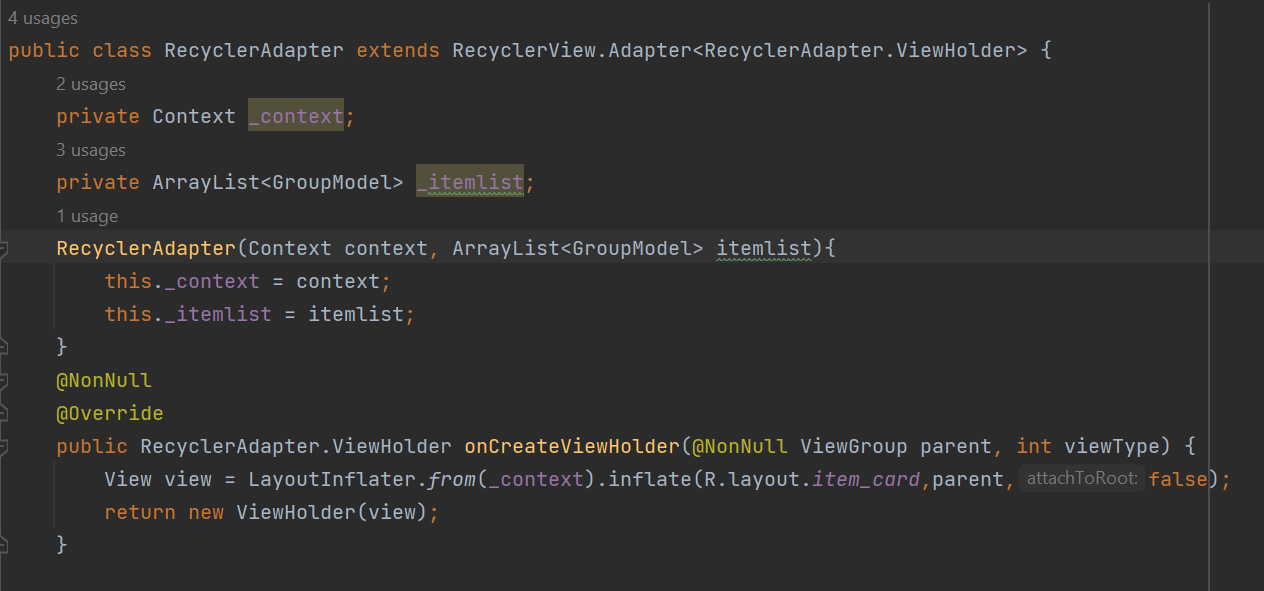 4 usages
public class RecyclerAdapter extends RecyclerView.Adapter<RecyclerAdapter.ViewHolder> {
2 usages
private Context _context;
3 usages
private ArrayList<GroupModel> _itemlist;
1 usage
RecyclerAdapter(Context context, ArrayList<GroupModel> itemlist){
this._context = context;
this._itemlist = itemlist;
}
@NonNull
@Override
public RecyclerAdapter.ViewHolder onCreateViewHolder(@NonNull ViewGroup parent, int viewType) {
View view = LayoutInflater.from(_context).inflate(R.layout.item_card,parent, attachToRoot: false);
return new ViewHolder(view);
}